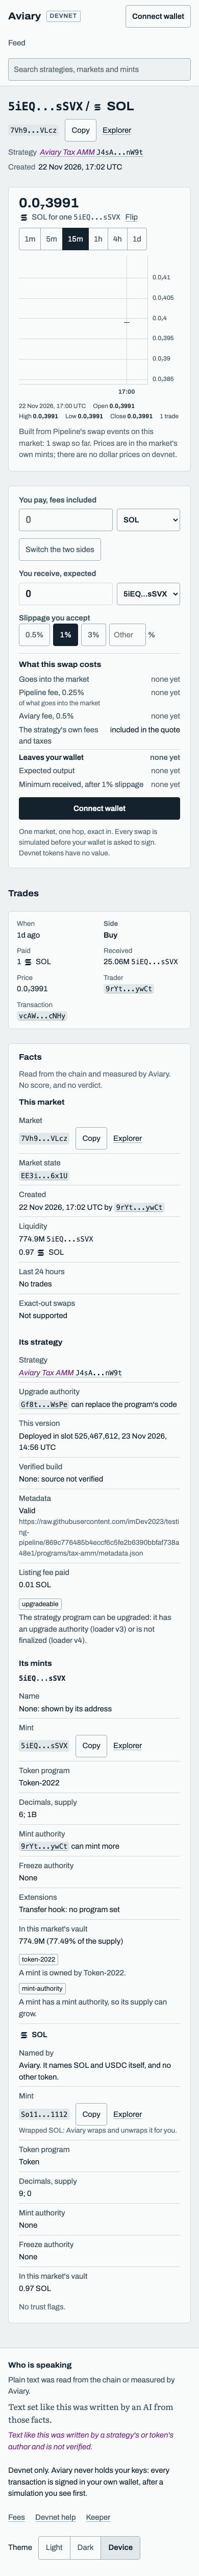 Aviary DEVNET Connect wallet
Feed
Search strategies, markets and mints
5iEQ...sSVX / SOL
7Vh9...VLcz Copy Explorer
Strategy Aviary Tax AMM J4sA...nW9t
Created 22 Nov 2026, 17:02 UTC
0.0₇3991
SOL for one 5iEQ...sSVX Flip
1m 5m 15m 1h 4h 1d
0.0₇41
0.0₇405
0.0₇4
0.0₇395
0.0₇39
0.0₇385
17:00
22 Nov 2026, 17:00 UTC Open 0.0₇3991
High 0.0₇3991 Low 0.0₇3991 Close 0.0₇3991 1 trade
Built from Pipeline's swap events on this
market: 1 swap so far. Prices are in the market's
own mints; there are no dollar prices on devnet.
You pay, fees included
0 SOL
Switch the two sides
You receive, expected
0 5iEQ...sSVX
Slippage you accept
0.5% 1% 3% Other %
What this swap costs
Goes into the market none yet
Pipeline fee, 0.25% none yet
of what goes into the market
Aviary fee, 0.5% none yet
The strategy's own fees included in the quote
and taxes
Leaves your wallet none yet
Expected output none yet
Minimum received, after 1% slippage none yet
Connect wallet
One market, one hop, exact in. Every swap is
simulated before your wallet is asked to sign.
Devnet tokens have no value.
Trades
When Side
1d ago Buy
Paid Received
1 SOL 25.06M 5iEQ...sSVX
Price Trader
0.0₇3991 9rYt...ywCt
Transaction
vcAW...cNHy
Facts
Read from the chain and measured by Aviary.
No score, and no verdict.
This market
Market
7Vh9...VLcz Copy Explorer
Market state
EE3i...6x1U
Created
22 Nov 2026, 17:02 UTC by 9rYt...ywCt
Liquidity
774.9M 5iEQ...sSVX
0.97 SOL
Last 24 hours
No trades
Exact-out swaps
Not supported
Its strategy
Strategy
Aviary Tax AMM J4sA...nW9t
Upgrade authority
Gf8t...WsPe can replace the program's code
This version
Deployed in slot 525,467,612, 23 Nov 2026,
14:56 UTC
Verified build
None: source not verified
Metadata
Valid
https://raw.githubusercontent.com/imDev2023/testi
ng-
pipeline/869c776485b4eccf6c5fe2b6390bbfaf738a
48e1/programs/tax-amm/metadata.json
Listing fee paid
0.01 SOL
upgradeable
The strategy program can be upgraded: it has
an upgrade authority (loader v3) or is not
finalized (loader v4).
Its mints
5iEQ...sSVX
Name
None: shown by its address
Mint
5iEQ...sSVX Copy Explorer
Token program
Token-2022
Decimals, supply
6; 1B
Mint authority
9rYt...ywCt can mint more
Freeze authority
None
Extensions
Transfer hook: no program set
In this market's vault
774.9M (77.49% of the supply)
token-2022
A mint is owned by Token-2022.
mint-authority
A mint has a mint authority, so its supply can
grow.
SOL
Named by
Aviary. It names SOL and USDC itself, and no
other token.
Mint
So11...1112 Copy Explorer
Wrapped SOL: Aviary wraps and unwraps it for you.
Token program
Token
Decimals, supply
9; 0
Mint authority
None
Freeze authority
None
In this market's vault
0.97 SOL
No trust flags.
Who is speaking
Plain text was read from the chain or measured by
Aviary.
Text set like this was written by an AI from
those facts.
Text like this was written by a strategy's or token's
author and is not verified.
Devnet only. Aviary never holds your keys: every
transaction is signed in your own wallet, after a
simulation you see first.
Fees Devnet help Keeper
Theme Light Dark Device